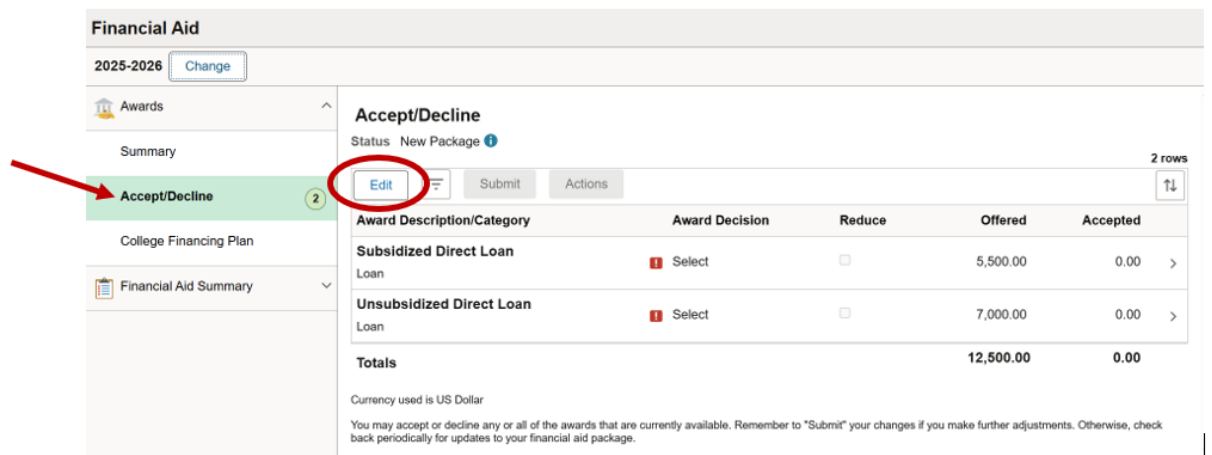 Financial Aid
2025-2026 Change
Awards
Summary
Accept/Decline 2
College Financing Plan
Financial Aid Summary
Accept/Decline
Status New Package
2 rows
Edit Submit Actions
Award Description/Category Award Decision Reduce Offered Accepted
Subsidized Direct Loan
Loan
Select 5,500.00 0.00
Unsubsidized Direct Loan
Loan
Select 7,000.00 0.00
Totals 12,500.00 0.00
Currency used is US Dollar
You may accept or decline any or all of the awards that are currently available. Remember to "Submit" your changes if you make further adjustments. Otherwise, check
back periodically for updates to your financial aid package.